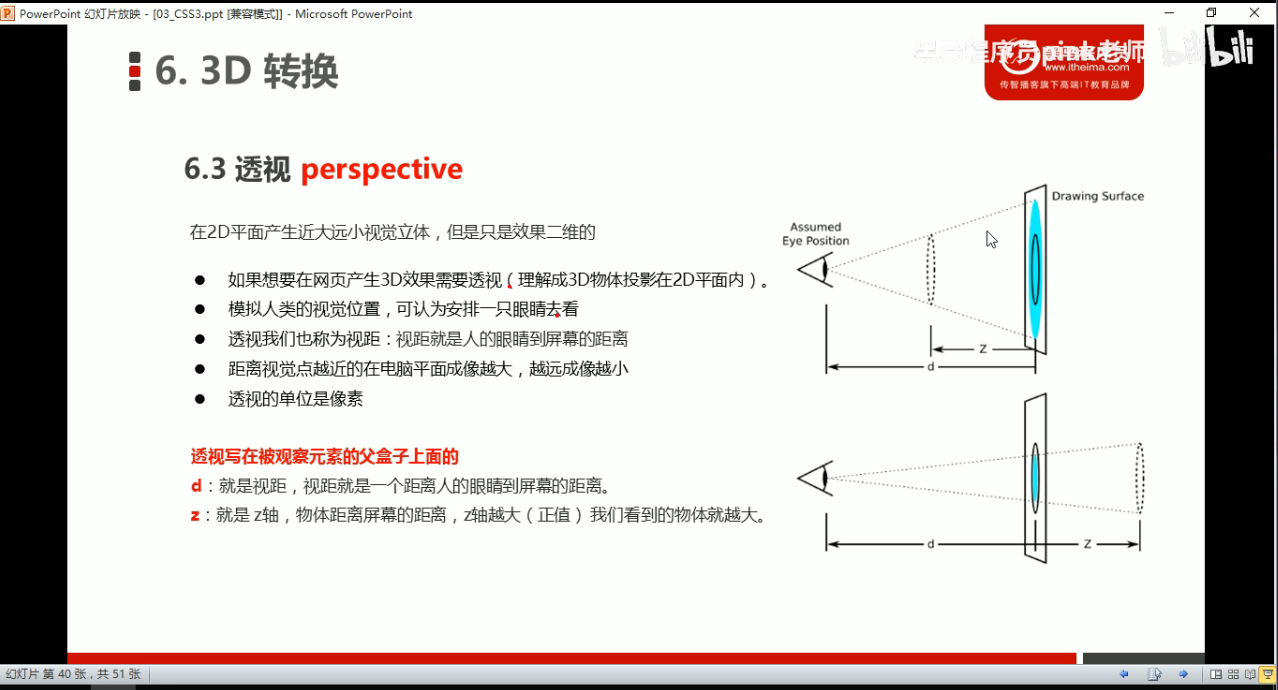 PowerPoint 幻灯片放映 - [03_CSS3.ppt [兼容模式]] - Microsoft PowerPoint
6. 3D 转换
程序员pink老师
bilibili
www.itheima.com
传智播客旗下高端IT教育品牌
6.3 透视 perspective
在2D平面产生近大远小视觉立体，但是只是效果二维的
● 如果想要在网页产生3D效果需要透视（理解成3D物体投影在2D平面内）。
● 模拟人类的视觉位置，可认为安排一只眼睛去看
● 透视我们也称为视距：视距就是人的眼睛到屏幕的距离
● 距离视觉点越近的在电脑平面成像越大，越远成像越小
● 透视的单位是像素
透视写在被观察元素的父盒子上面的
d：就是视距，视距就是一个距离人的眼睛到屏幕的距离。
z：就是 z轴，物体距离屏幕的距离，z轴越大（正值）我们看到的物体就越大。
Drawing Surface
Assumed
Eye Position
Z
d
d
Z
幻灯片 第 40 张，共 51 张